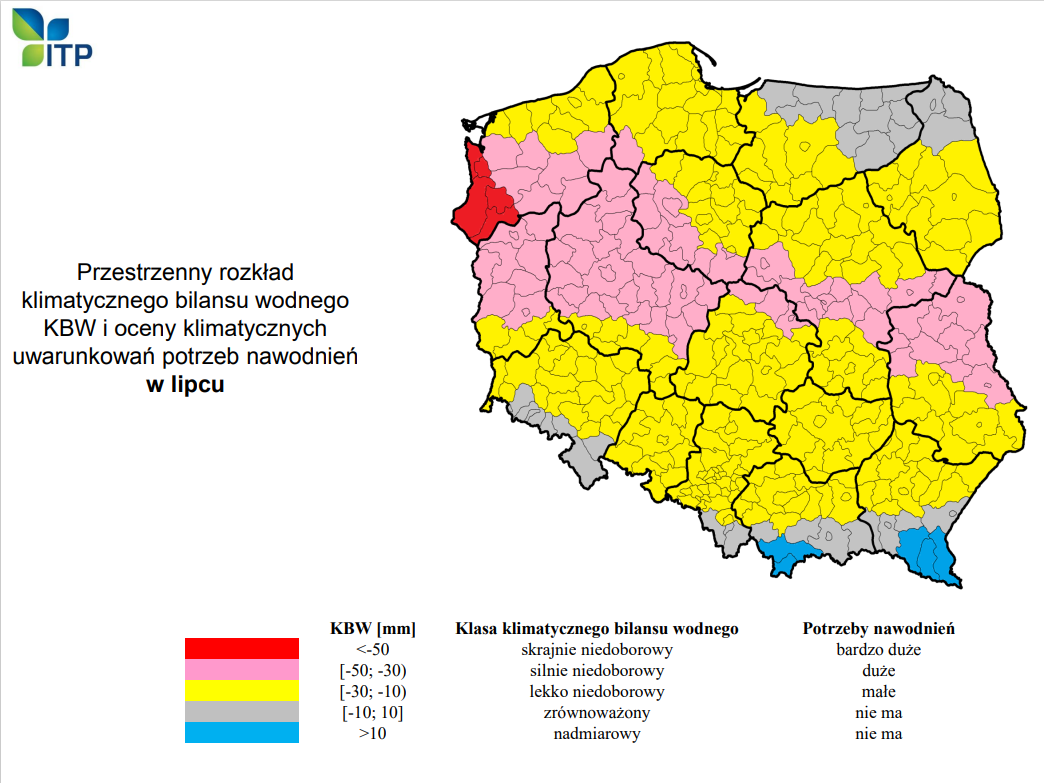 ITP
Przestrzenny rozkład
klimatycznego bilansu wodnego
KBW i oceny klimatycznych
uwarunkowań potrzeb nawodnień
w lipcu
KBW [mm] Klasa klimatycznego bilansu wodnego Potrzeby nawodnień
<-50 skrajnie niedoborowy bardzo duże
[-50; -30) silnie niedoborowy duże
[-30; -10) lekko niedoborowy małe
[-10; 10] zrównoważony nie ma
>10 nadmiarowy nie ma